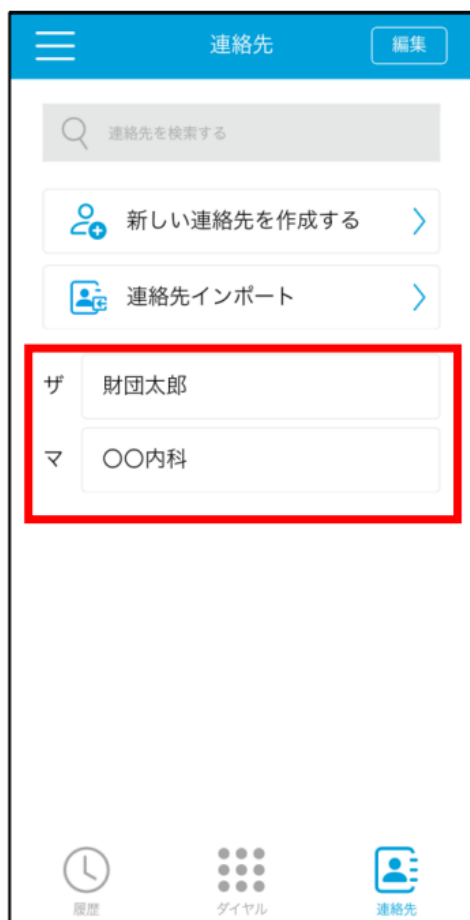 連絡先
編集
連絡先を検索する
新しい連絡先を作成する
連絡先インポート
ザ 財団太郎
マ 〇〇内科
履歴
ダイヤル
連絡先